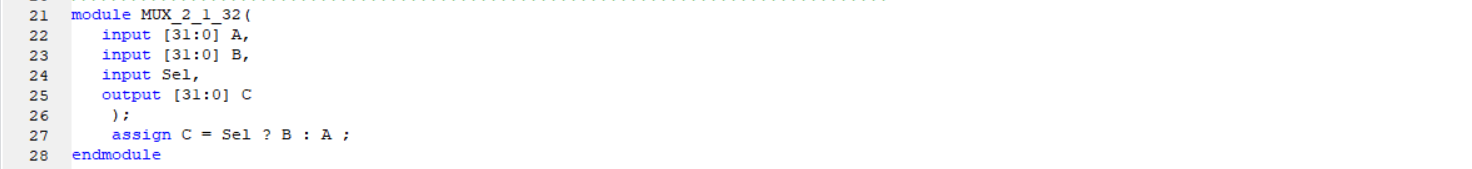 21 module MUX_2_1_32(
22 input [31:0] A,
23 input [31:0] B,
24 input Sel,
25 output [31:0] C
26 );
27 assign C = Sel ? B : A ;
28 endmodule